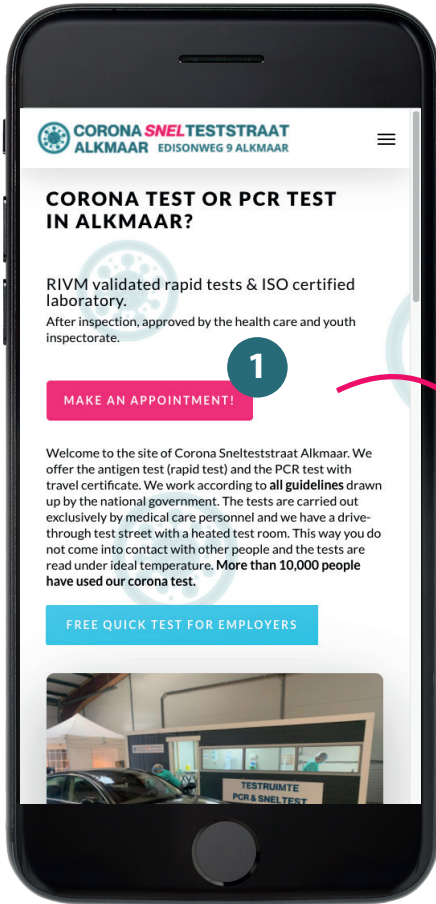 CORONA SNELTESTSTRAAT
ALKMAAR EDISONWEG 9 ALKMAAR
CORONA TEST OR PCR TEST
IN ALKMAAR?
RIVM validated rapid tests & ISO certified
laboratory.
After inspection, approved by the health care and youth
inspectorate.
1
MAKE AN APPOINTMENT!
Welcome to the site of Corona Snelteststraat Alkmaar. We
offer the antigen test (rapid test) and the PCR test with
travel certificate. We work according to all guidelines drawn
up by the national government. The tests are carried out
exclusively by medical care personnel and we have a drive-
through test street with a heated test room. This way you do
not come into contact with other people and the tests are
read under ideal temperature. More than 10,000 people
have used our corona test.
FREE QUICK TEST FOR EMPLOYERS
TESTRUIMTE
PCR & SNELTEST